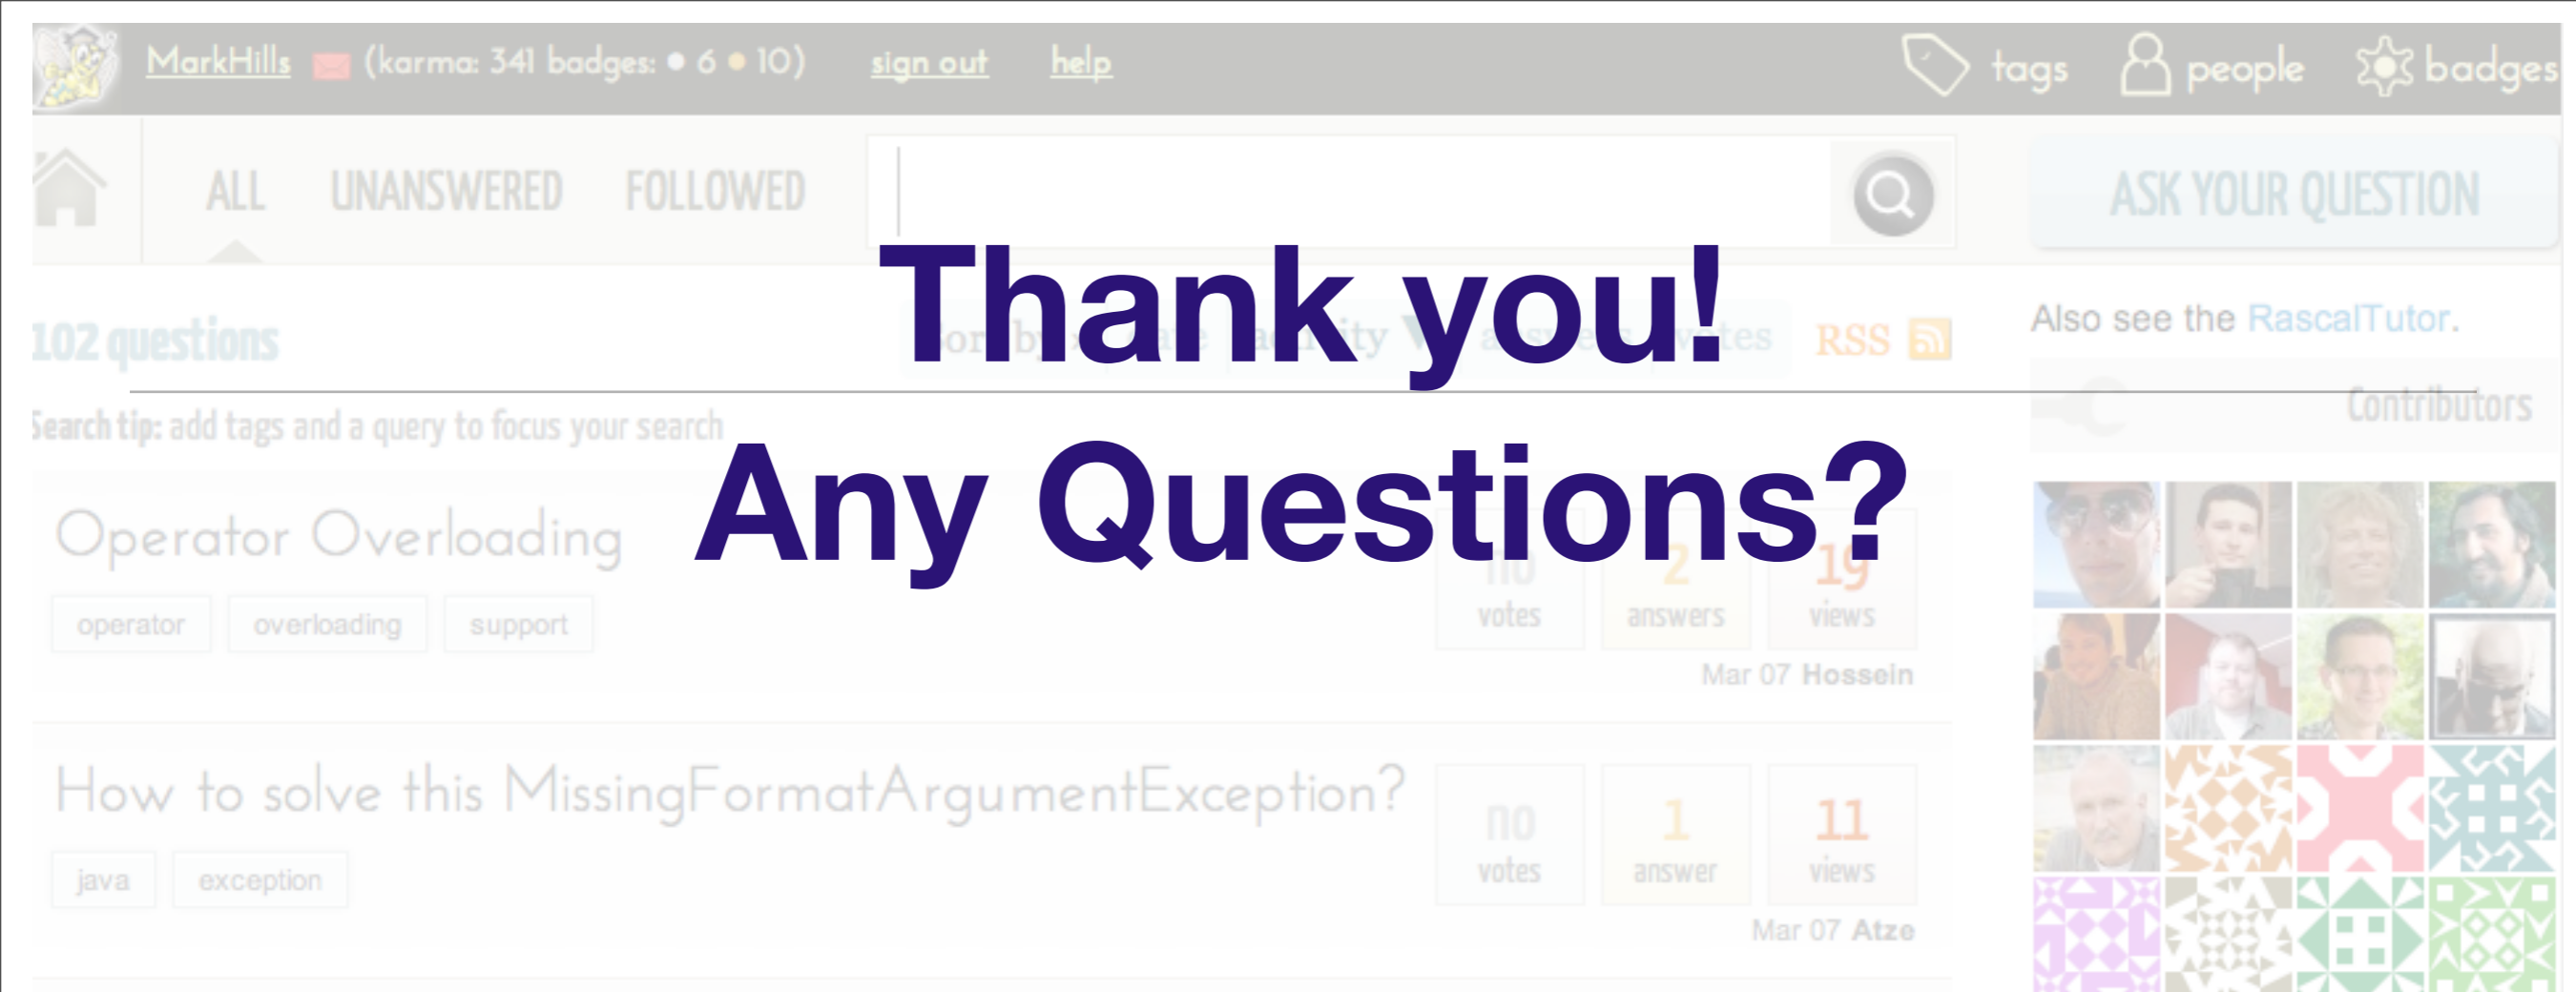 MarkHills (karma: 341 badges: ● 6 ● 10) sign out help tags people badges
ALL UNANSWERED FOLLOWED ASK YOUR QUESTION
Thank you!
102 questions
RSS
Also see the RascalTutor.
Contributors
Search tip: add tags and a query to focus your search
Any Questions?
Operator Overloading
no votes 2 answers 19 views
operator overloading support
Mar 07 Hossein
How to solve this MissingFormatArgumentException?
no votes 1 answer 11 views
java exception
Mar 07 Atze